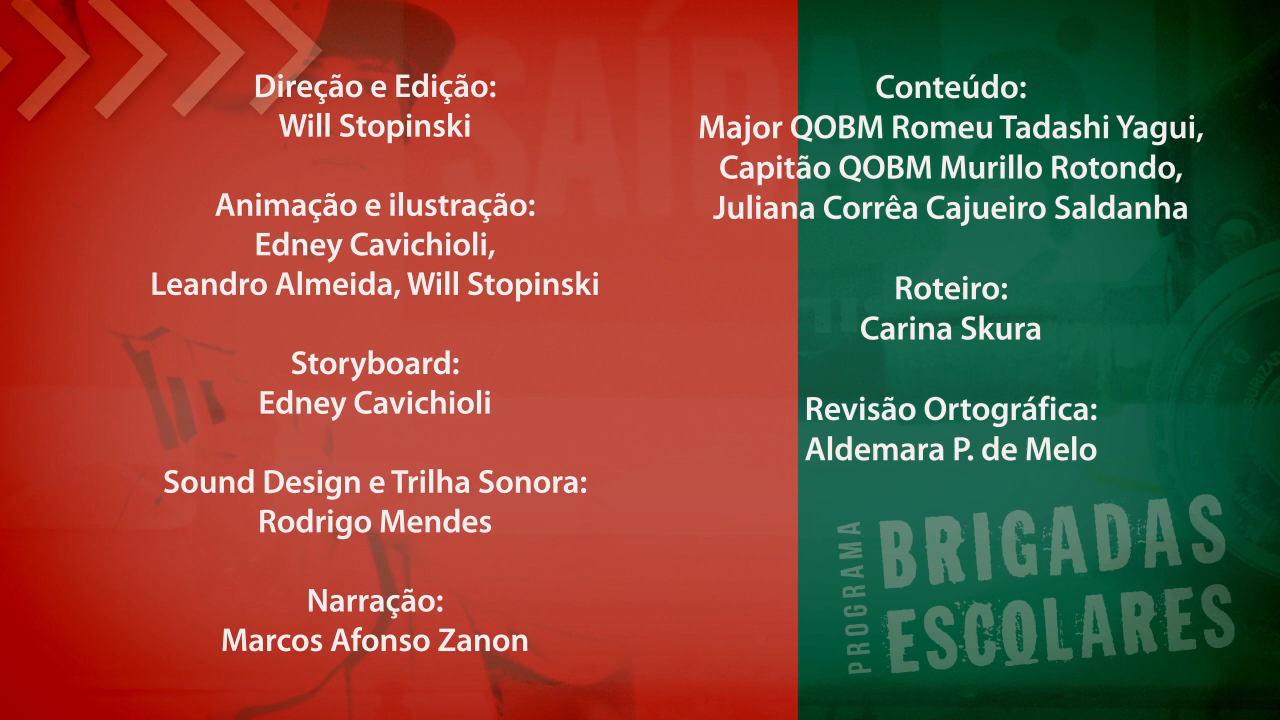 Direção e Edição:
Will Stopinski
Animação e ilustração:
Edney Cavichioli,
Leandro Almeida, Will Stopinski
Storyboard:
Edney Cavichioli
Sound Design e Trilha Sonora:
Rodrigo Mendes
Narração:
Marcos Afonso Zanon
Conteúdo:
Major QOBM Romeu Tadashi Yagui,
Capitão QOBM Murillo Rotondo,
Juliana Corrêa Cajueiro Saldanha
Roteiro:
Carina Skura
Revisão Ortográfica:
Aldemara P. de Melo
PROGRAMA
BRIGADAS
ESCOLARES
SAÍDA